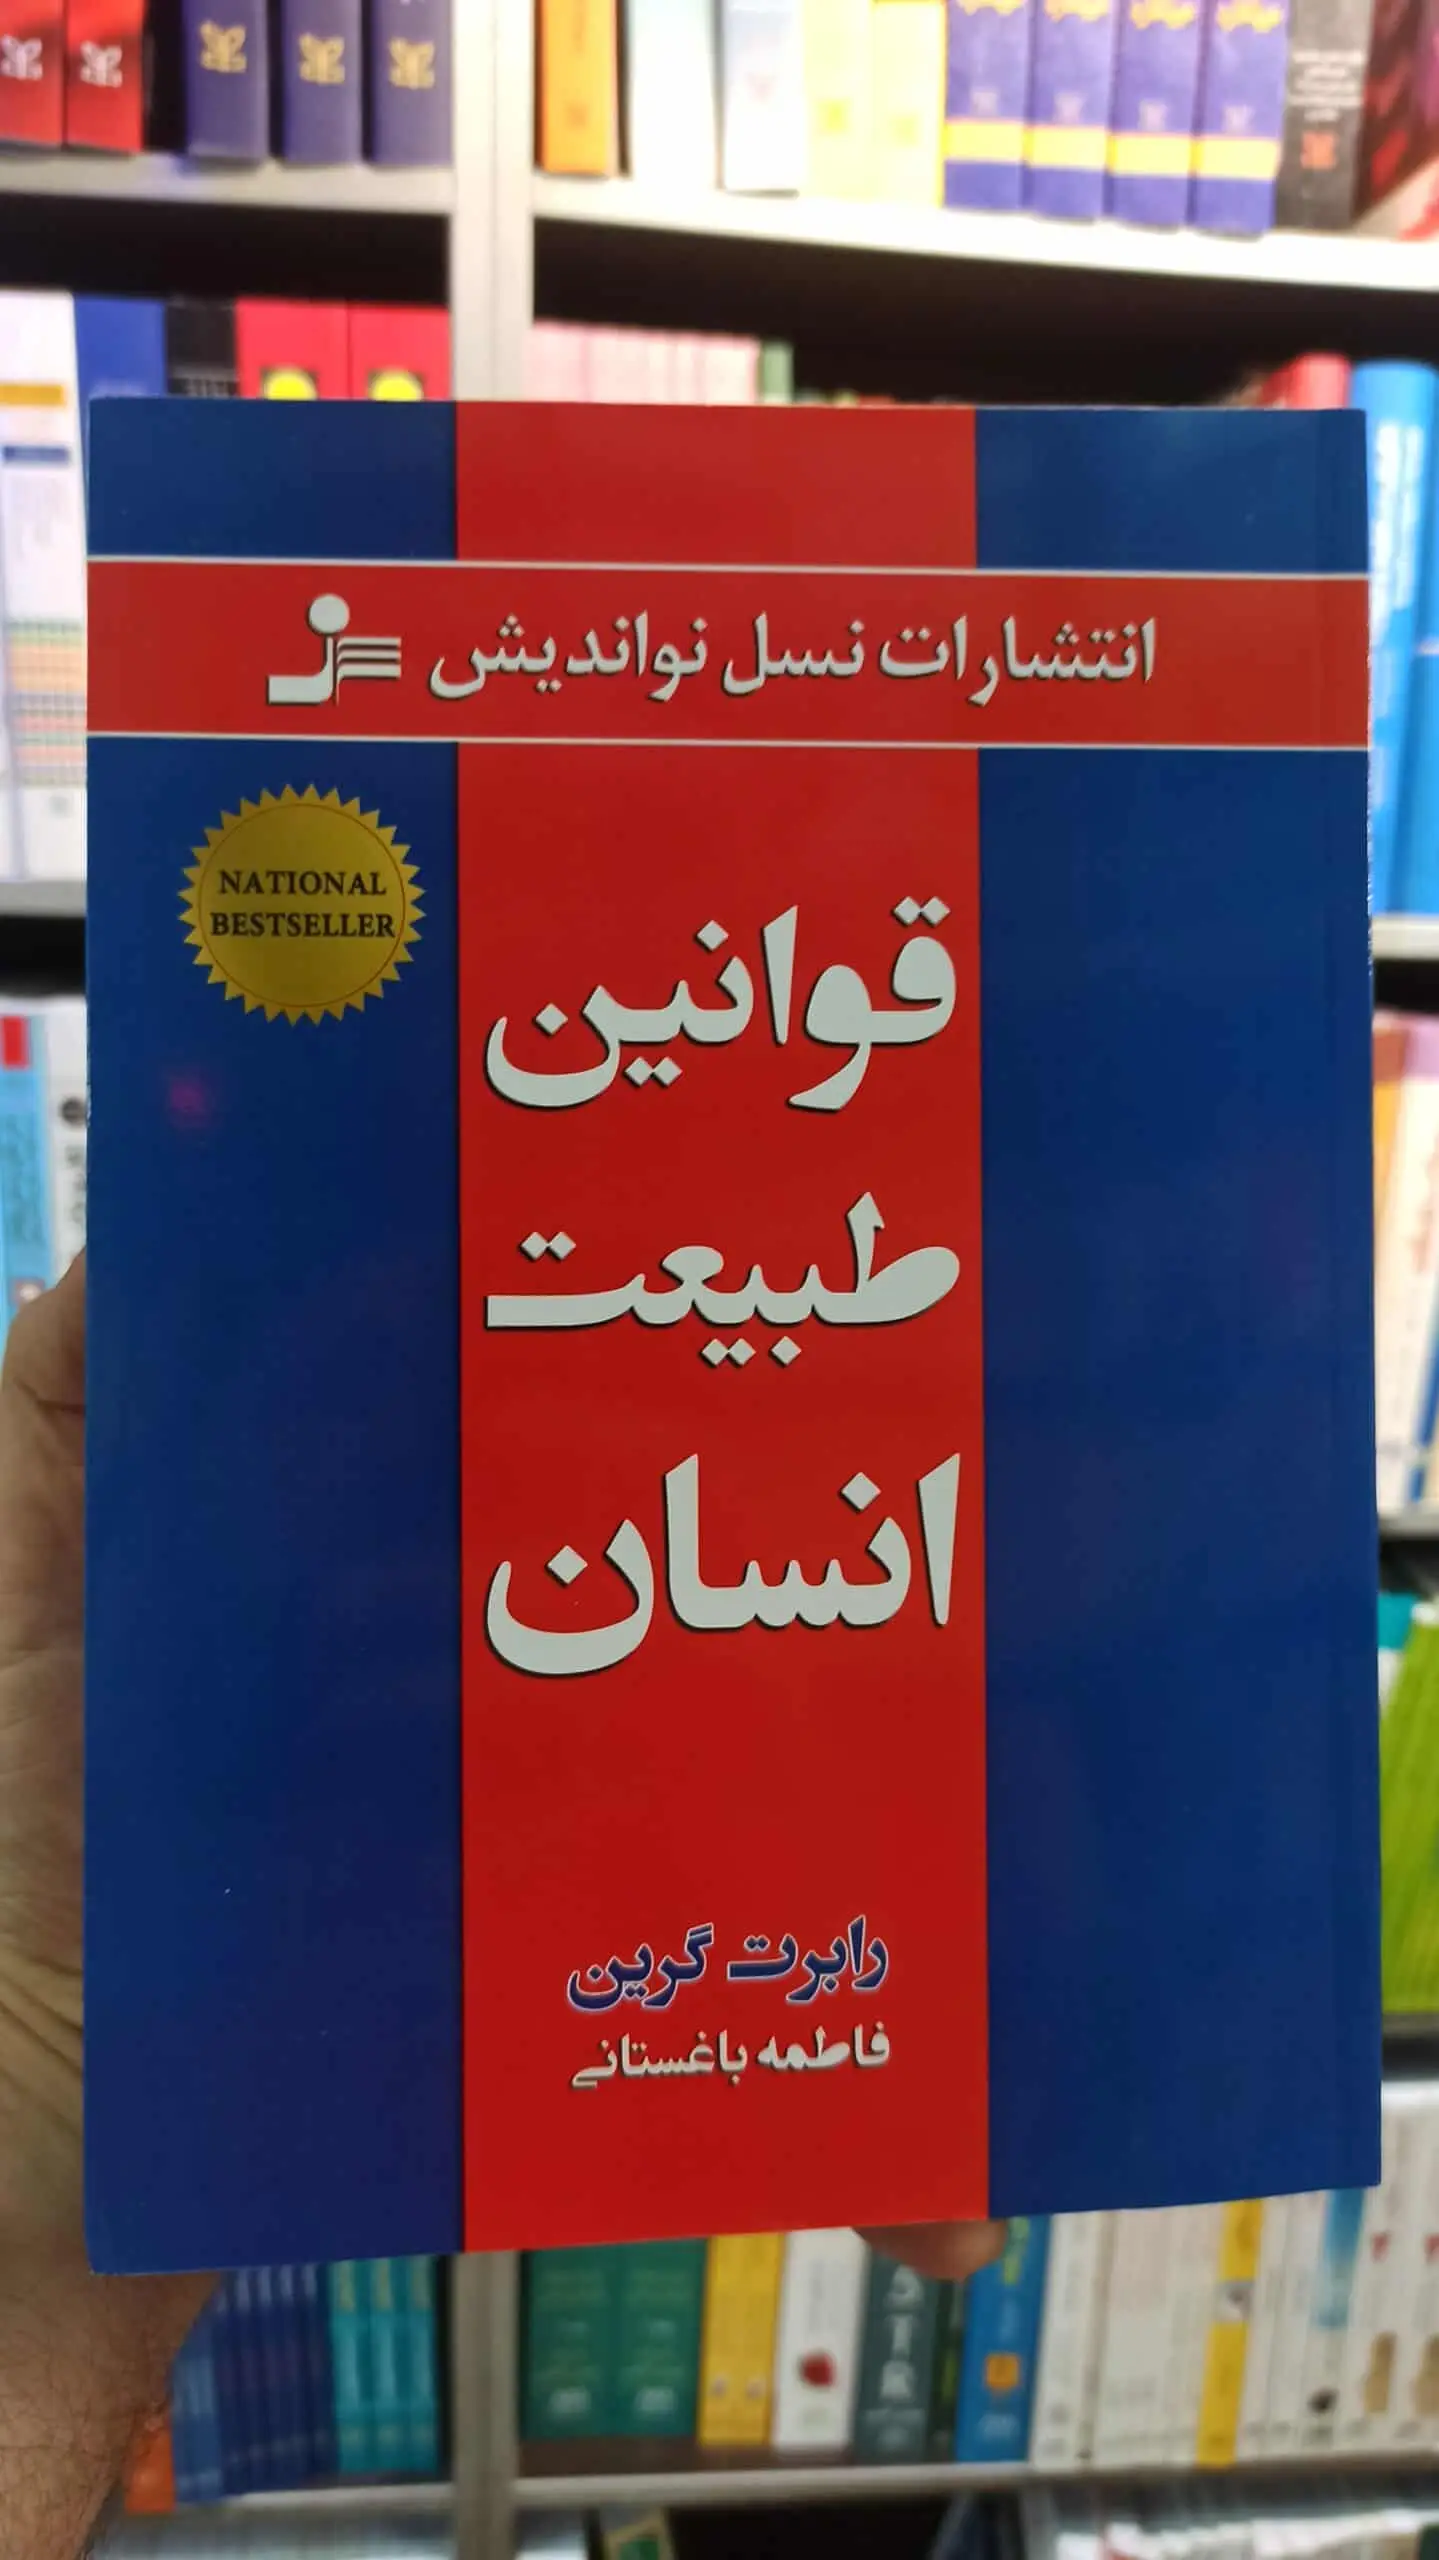 انتشارات نسل نواندیش
NATIONAL
BESTSELLER
قوانین
طبیعت
انسان
رابرت گرین
فاطمه باغستانی